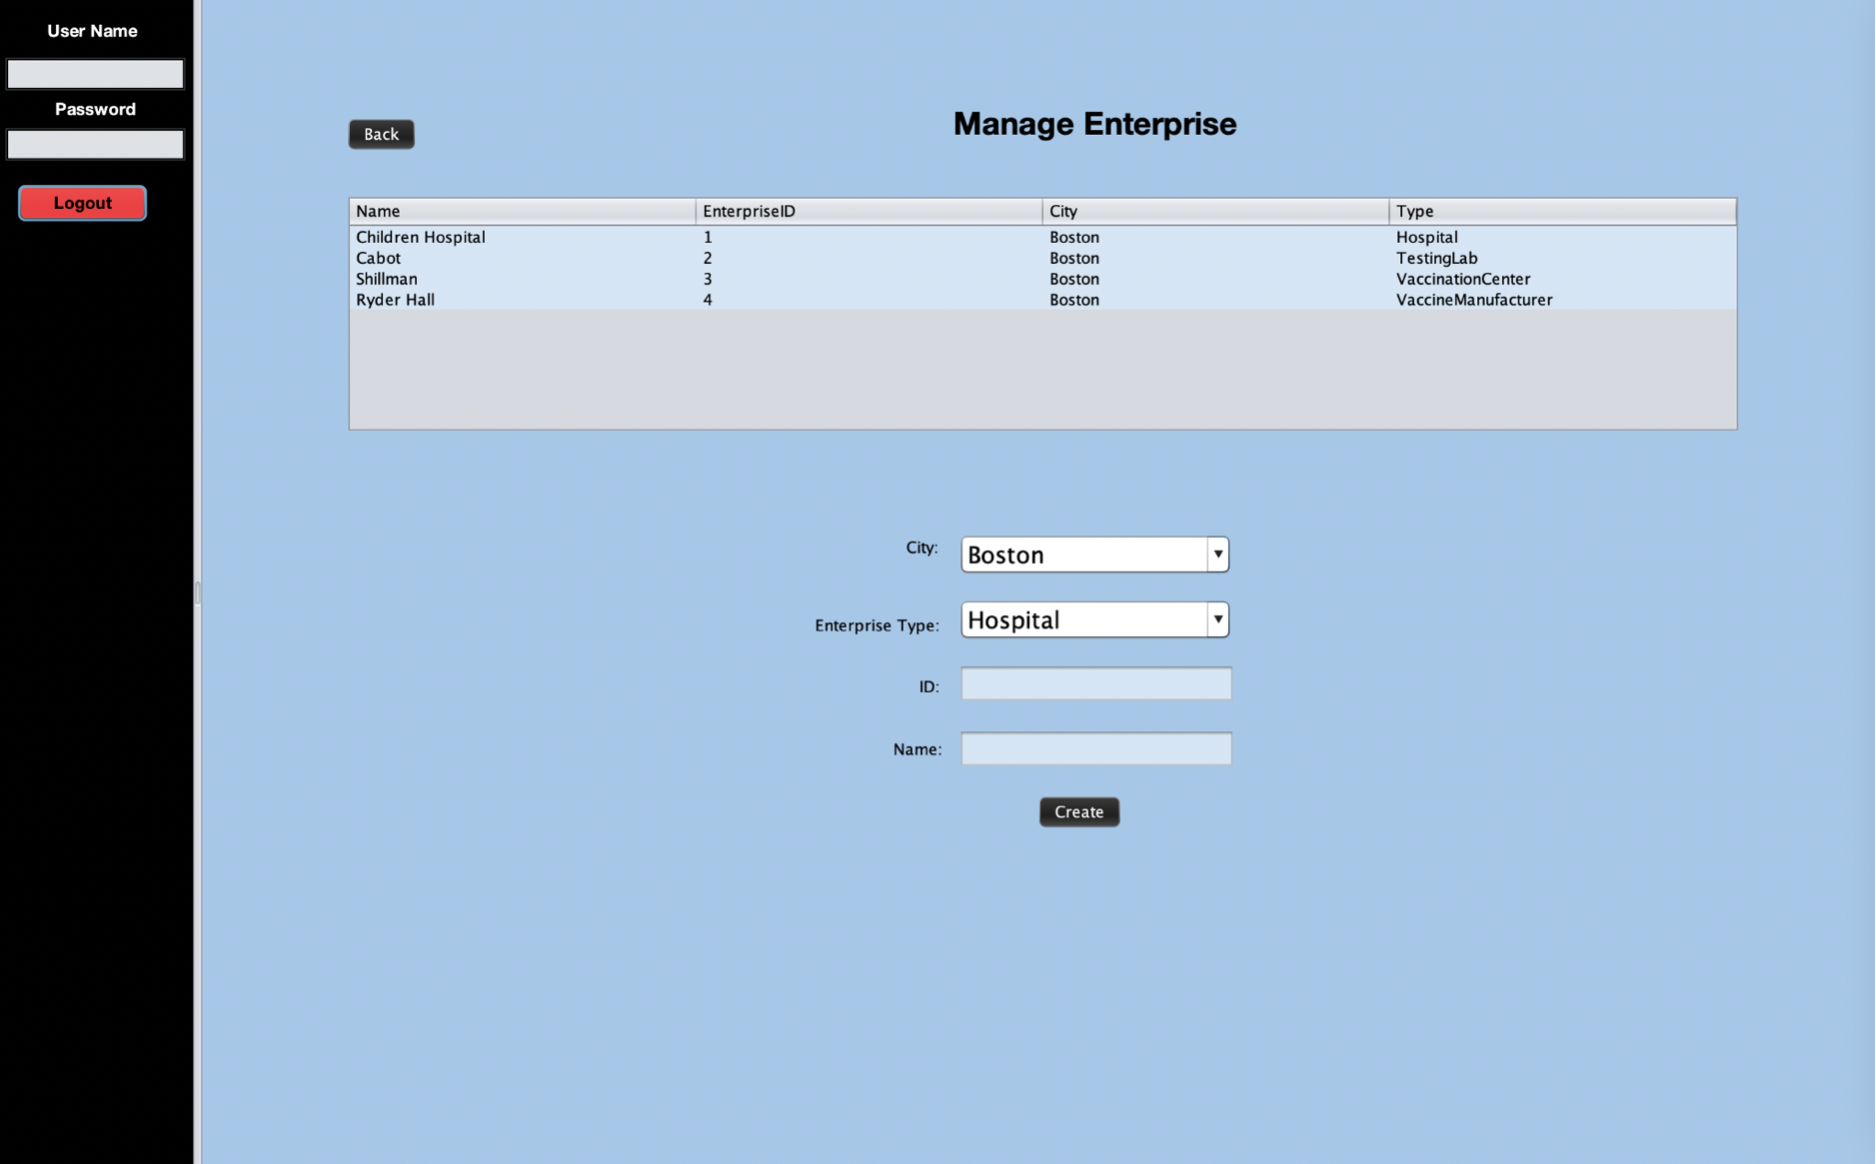 User Name
Password
Logout
Back
Manage Enterprise
Name EnterpriseID City Type
Children Hospital 1 Boston Hospital
Cabot 2 Boston TestingLab
Shillman 3 Boston VaccinationCenter
Ryder Hall 4 Boston VaccineManufacturer
City: Boston
Enterprise Type: Hospital
ID:
Name:
Create